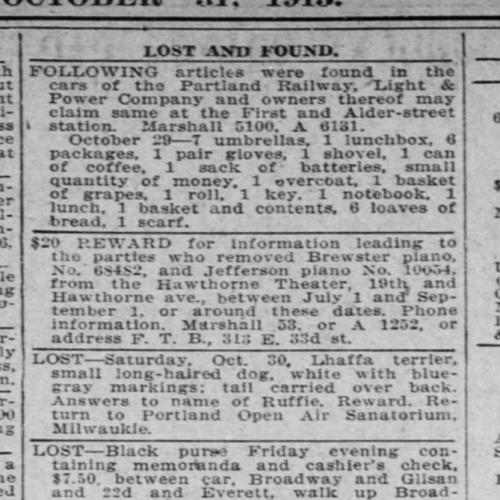 OCTOBER 31, 1915.
LOST AND FOUND.
FOLLOWING articles were found in the
cars of the Partland Railway, Light &
Power Company and owners thereof may
claim same at the First and Alder-street
station. Marshall 5100, A 6131.
October 29—7 umbrellas, 1 lunchbox, 6
packages, 1 pair gloves, 1 shovel, 1 can
of coffee, 1 sack of batteries, small
quantity of money, 1 overcoat, 1 basket
of grapes, 1 roll, 1 key, 1 notebook, 1
lunch, 1 basket and contents, 6 loaves of
bread, 1 scarf.
$20 REWARD for information leading to
the parties who removed Brewster piano,
No. 68482, and Jefferson piano No. 10054,
from the Hawthorne Theater, 19th and
Hawthorne ave., between July 1 and Sep-
tember 1, or around these dates. Phone
information, Marshall 53, or A 1252, or
address F. T. B., 313 E. 33d st.
LOST—Saturday, Oct. 30, Lhaffa terrier,
small long-haired dog, white with blue-
gray markings; tail carried over back.
Answers to name of Ruffie. Reward. Re-
turn to Portland Open Air Sanatorium,
Milwaukie.
LOST—Black purse Friday evening con-
taining memoranda and cashier's check,
$7.50, between car, Broadway and Glisan
and 22d and Everett, walk up Broad-